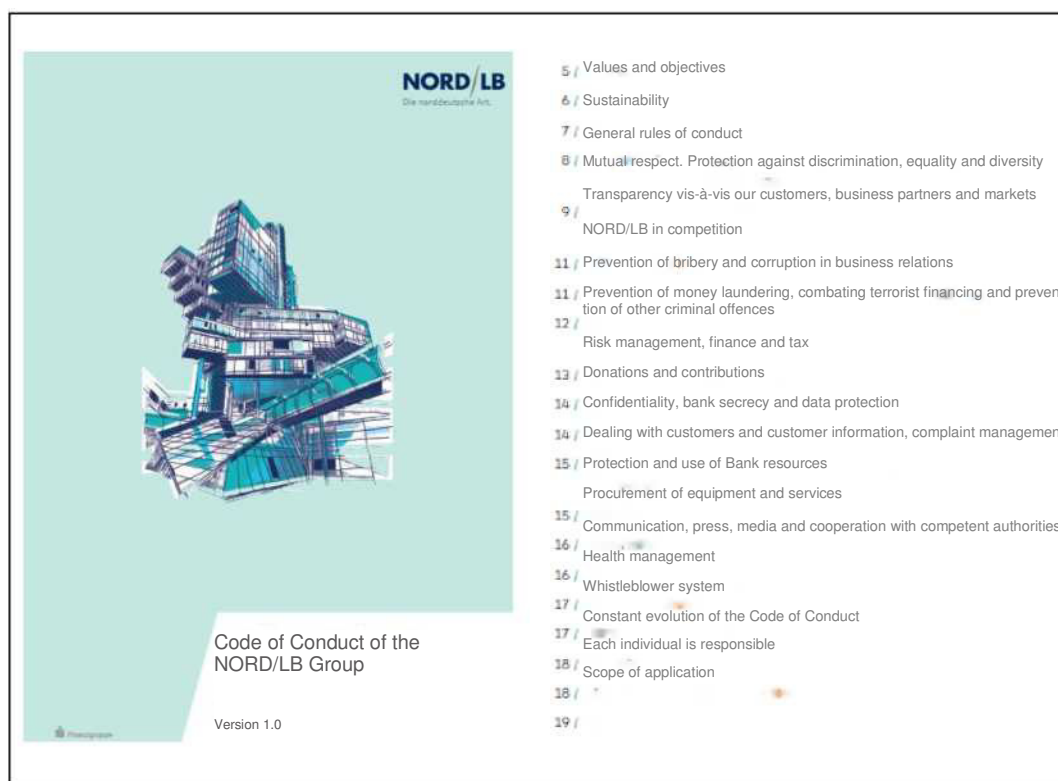 NORD/LB
Die norddeutsche Art.
Code of Conduct of the
NORD/LB Group
Version 1.0
Finanzgruppe
5 / Values and objectives
6 / Sustainability
7 / General rules of conduct
8 / Mutual respect. Protection against discrimination, equality and diversity
Transparency vis-à-vis our customers, business partners and markets
9 /
NORD/LB in competition
11 / Prevention of bribery and corruption in business relations
11 / Prevention of money laundering, combating terrorist financing and preven
tion of other criminal offences
12 /
Risk management, finance and tax
13 / Donations and contributions
14 / Confidentiality, bank secrecy and data protection
14 / Dealing with customers and customer information, complaint managemen
15 / Protection and use of Bank resources
Procurement of equipment and services
15 /
Communication, press, media and cooperation with competent authorities
16 /
Health management
16 /
Whistleblower system
17 /
Constant evolution of the Code of Conduct
17 /
Each individual is responsible
18 /
Scope of application
18 /
19 /